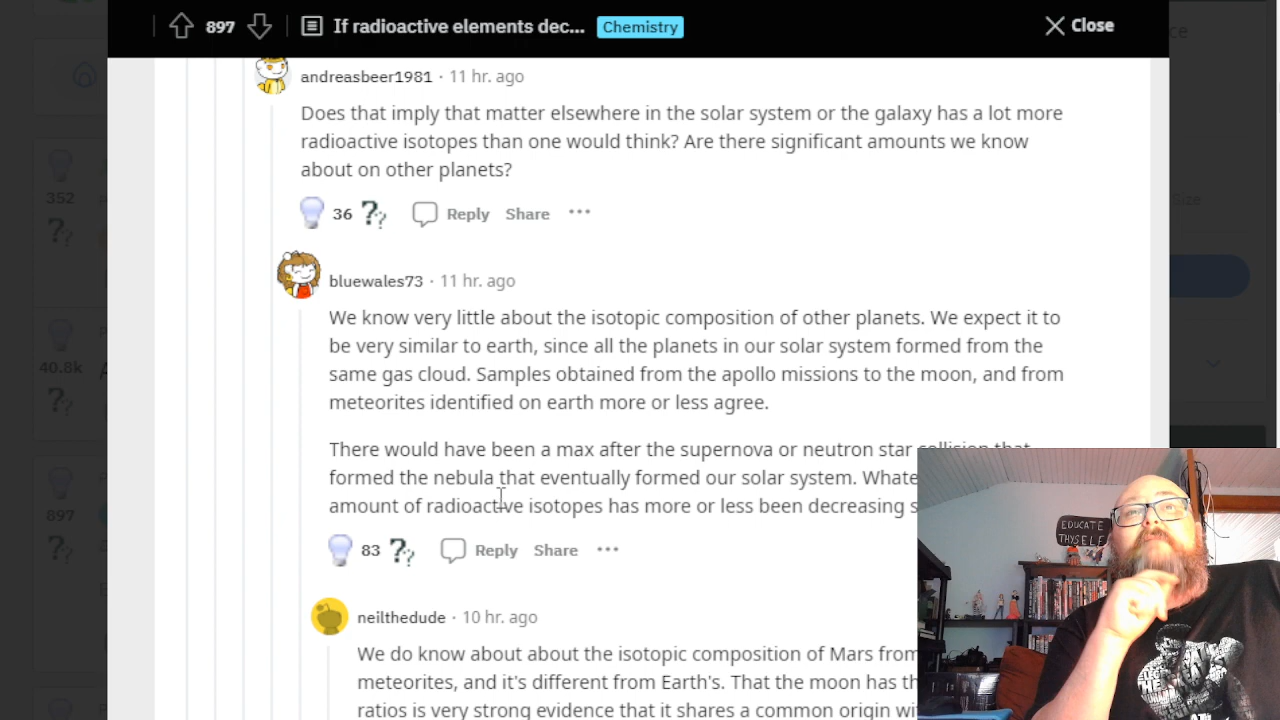 897
If radioactive elements dec...
Chemistry
Close
andreasbeer1981 · 11 hr. ago
Does that imply that matter elsewhere in the solar system or the galaxy has a lot more
radioactive isotopes than one would think? Are there significant amounts we know
about on other planets?
36
Reply
Share
bluewales73 · 11 hr. ago
We know very little about the isotopic composition of other planets. We expect it to
be very similar to earth, since all the planets in our solar system formed from the
same gas cloud. Samples obtained from the apollo missions to the moon, and from
meteorites identified on earth more or less agree.
There would have been a max after the supernova or neutron star collision that
formed the nebula that eventually formed our solar system.
amount of radioactive isotopes has more or less been decreasing
83
Reply
Share
neilthedude · 10 hr. ago
We do know about about the isotopic composition of Mars from
meteorites, and it's different from Earth's. That the moon has
ratios is very strong evidence that it shares a common origin
352
40.8k
897
Size
EDUCATE
THYSELF